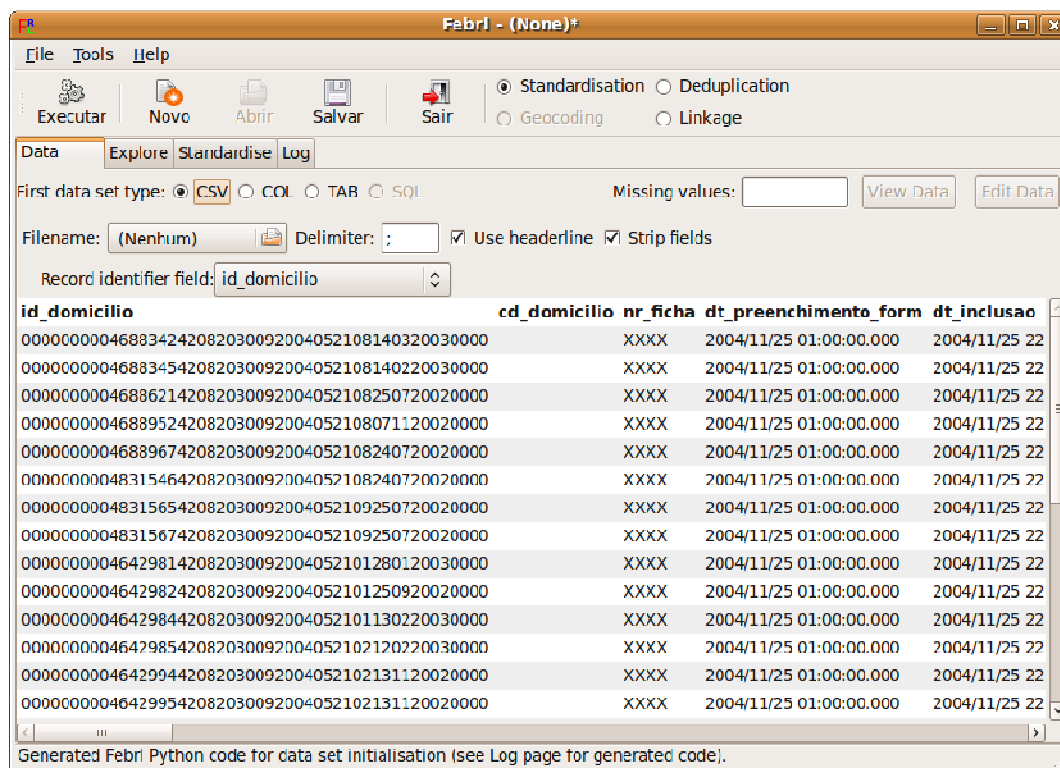 Febrl - (None)*
File Tools Help
Executar Novo Abrir Salvar Sair Standardisation Deduplication
Geocoding Linkage
Data Explore Standardise Log
First data set type: CSV COL TAB SQL Missing values: View Data Edit Data
Filename: (Nenhum) Delimiter: ; Use headerline Strip fields
Record identifier field: id_domicilio
id_domicilio cd_domicilio nr_ficha dt_preenchimento_form dt_inclusao
000000000468834242082030092004052108140320030000 XXXX 2004/11/25 01:00:00.000 2004/11/25 22
000000000468834542082030092004052108140220030000 XXXX 2004/11/25 01:00:00.000 2004/11/25 22
000000000468862142082030092004052108250720020000 XXXX 2004/11/25 01:00:00.000 2004/11/25 22
000000000468895242082030092004052108071120020000 XXXX 2004/11/25 01:00:00.000 2004/11/25 22
000000000468896742082030092004052108240720020000 XXXX 2004/11/25 01:00:00.000 2004/11/25 22
000000000483154642082030092004052108240720020000 XXXX 2004/11/25 01:00:00.000 2004/11/25 22
000000000483156542082030092004052109250720020000 XXXX 2004/11/25 01:00:00.000 2004/11/25 22
000000000483156742082030092004052109250720020000 XXXX 2004/11/25 01:00:00.000 2004/11/25 22
000000000464298142082030092004052101280120030000 XXXX 2004/11/25 01:00:00.000 2004/11/25 22
000000000464298242082030092004052101250920020000 XXXX 2004/11/25 01:00:00.000 2004/11/25 22
000000000464298442082030092004052101130220030000 XXXX 2004/11/25 01:00:00.000 2004/11/25 22
000000000464298542082030092004052102120220030000 XXXX 2004/11/25 01:00:00.000 2004/11/25 22
000000000464299442082030092004052102131120020000 XXXX 2004/11/25 01:00:00.000 2004/11/25 22
000000000464299542082030092004052102131120020000 XXXX 2004/11/25 01:00:00.000 2004/11/25 22
Generated Febrl Python code for data set initialisation (see Log page for generated code).